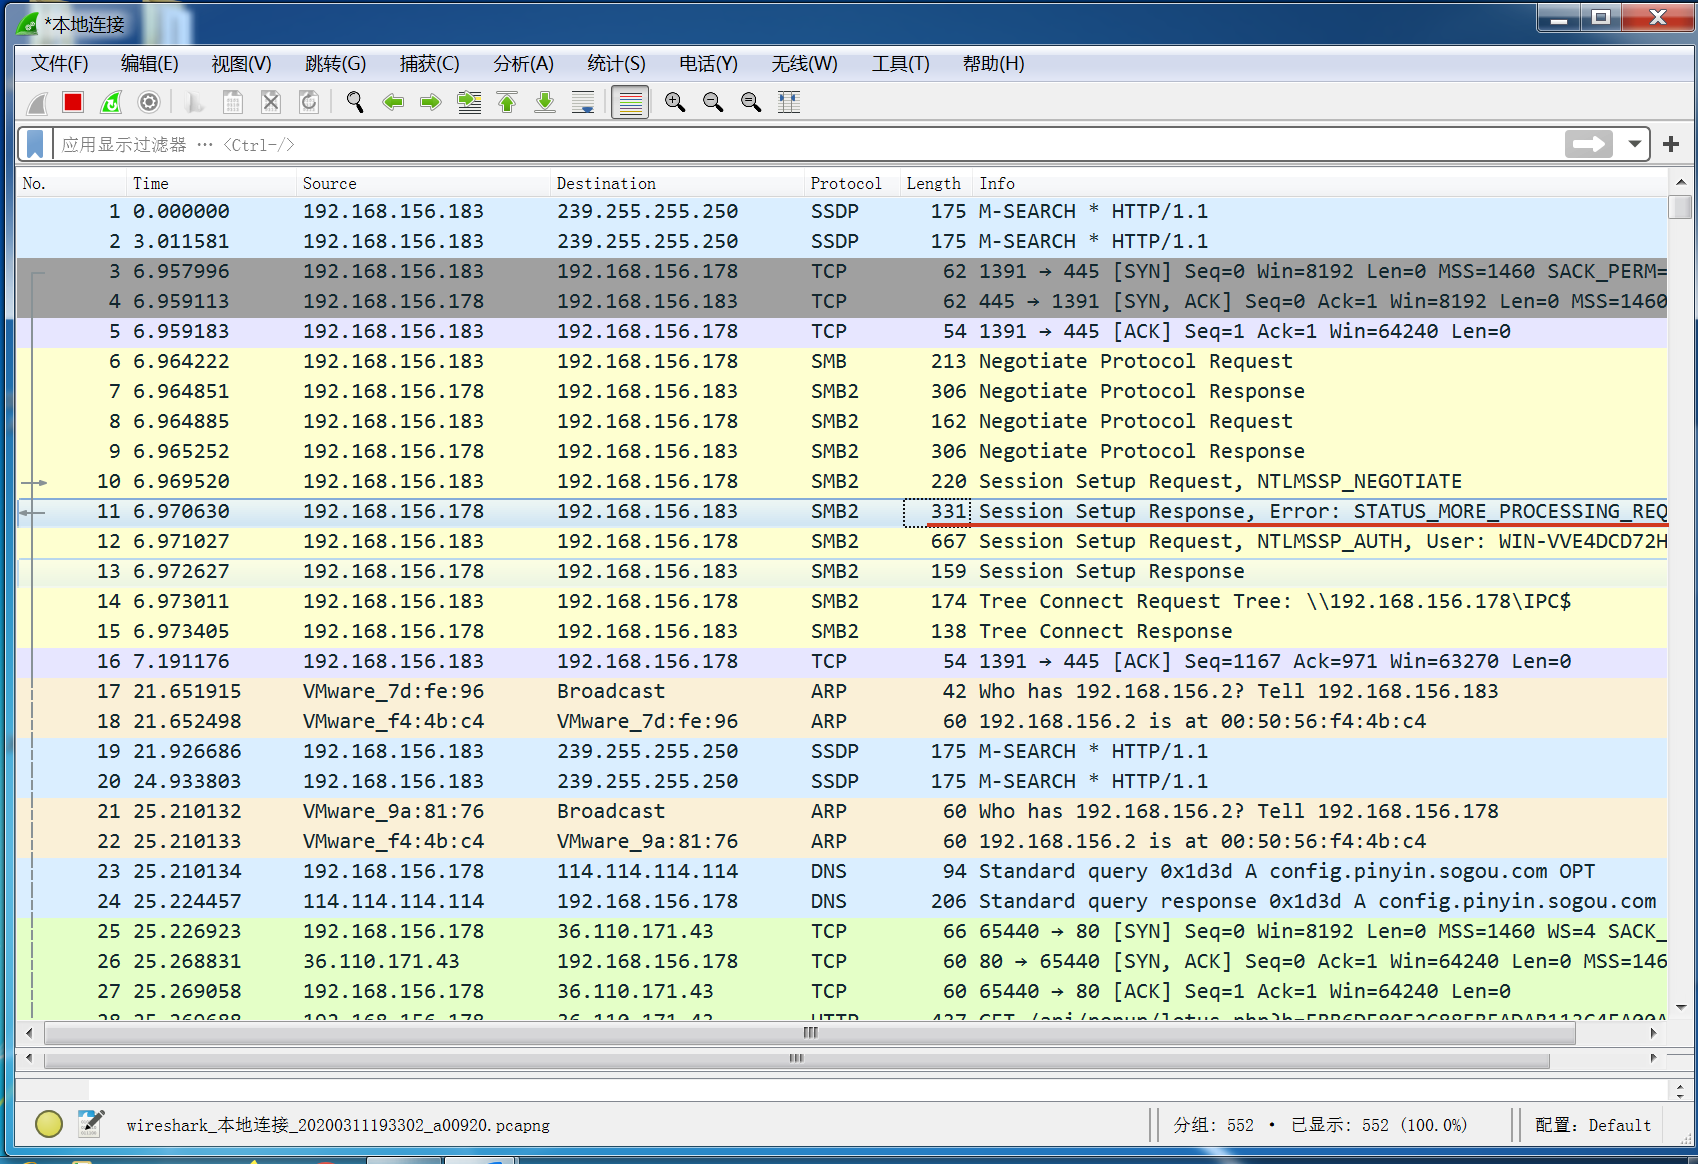 *本地连接
文件(F) 编辑(E) 视图(V) 跳转(G) 捕获(C) 分析(A) 统计(S) 电话(Y) 无线(W) 工具(T) 帮助(H)
应用显示过滤器 … <Ctrl-/>
No. Time Source Destination Protocol Length Info
1 0.000000 192.168.156.183 239.255.255.250 SSDP 175 M-SEARCH * HTTP/1.1
2 3.011581 192.168.156.183 239.255.255.250 SSDP 175 M-SEARCH * HTTP/1.1
3 6.957996 192.168.156.183 192.168.156.178 TCP 62 1391 → 445 [SYN] Seq=0 Win=8192 Len=0 MSS=1460 SACK_PERM=
4 6.959113 192.168.156.178 192.168.156.183 TCP 62 445 → 1391 [SYN, ACK] Seq=0 Ack=1 Win=8192 Len=0 MSS=1460
5 6.959183 192.168.156.183 192.168.156.178 TCP 54 1391 → 445 [ACK] Seq=1 Ack=1 Win=64240 Len=0
6 6.964222 192.168.156.183 192.168.156.178 SMB 213 Negotiate Protocol Request
7 6.964851 192.168.156.178 192.168.156.183 SMB2 306 Negotiate Protocol Response
8 6.964885 192.168.156.183 192.168.156.178 SMB2 162 Negotiate Protocol Request
9 6.965252 192.168.156.178 192.168.156.183 SMB2 306 Negotiate Protocol Response
10 6.969520 192.168.156.183 192.168.156.178 SMB2 220 Session Setup Request, NTLMSSP_NEGOTIATE
11 6.970630 192.168.156.178 192.168.156.183 SMB2 331 Session Setup Response, Error: STATUS_MORE_PROCESSING_REQ
12 6.971027 192.168.156.183 192.168.156.178 SMB2 667 Session Setup Request, NTLMSSP_AUTH, User: WIN-VVE4DCD72H
13 6.972627 192.168.156.178 192.168.156.183 SMB2 159 Session Setup Response
14 6.973011 192.168.156.183 192.168.156.178 SMB2 174 Tree Connect Request Tree: \\192.168.156.178\IPC$
15 6.973405 192.168.156.178 192.168.156.183 SMB2 138 Tree Connect Response
16 7.191176 192.168.156.183 192.168.156.178 TCP 54 1391 → 445 [ACK] Seq=1167 Ack=971 Win=63270 Len=0
17 21.651915 VMware_7d:fe:96 Broadcast ARP 42 Who has 192.168.156.2? Tell 192.168.156.183
18 21.652498 VMware_f4:4b:c4 VMware_7d:fe:96 ARP 60 192.168.156.2 is at 00:50:56:f4:4b:c4
19 21.926686 192.168.156.183 239.255.255.250 SSDP 175 M-SEARCH * HTTP/1.1
20 24.933803 192.168.156.183 239.255.255.250 SSDP 175 M-SEARCH * HTTP/1.1
21 25.210132 VMware_9a:81:76 Broadcast ARP 60 Who has 192.168.156.2? Tell 192.168.156.178
22 25.210133 VMware_f4:4b:c4 VMware_9a:81:76 ARP 60 192.168.156.2 is at 00:50:56:f4:4b:c4
23 25.210134 192.168.156.178 114.114.114.114 DNS 94 Standard query 0x1d3d A config.pinyin.sogou.com OPT
24 25.224457 114.114.114.114 192.168.156.178 DNS 206 Standard query response 0x1d3d A config.pinyin.sogou.com
25 25.226923 192.168.156.178 36.110.171.43 TCP 66 65440 → 80 [SYN] Seq=0 Win=8192 Len=0 MSS=1460 WS=4 SACK_
26 25.268831 36.110.171.43 192.168.156.178 TCP 60 80 → 65440 [SYN, ACK] Seq=0 Ack=1 Win=64240 Len=0 MSS=146
27 25.269058 192.168.156.178 36.110.171.43 TCP 60 65440 → 80 [ACK] Seq=1 Ack=1 Win=64240 Len=0
28 192.168.156.178 36.110.171.43 HTTP 437 GET
wireshark_本地连接_20200311193302_a00920.pcapng 分组: 552 · 已显示: 552 (100.0%) 配置: Default